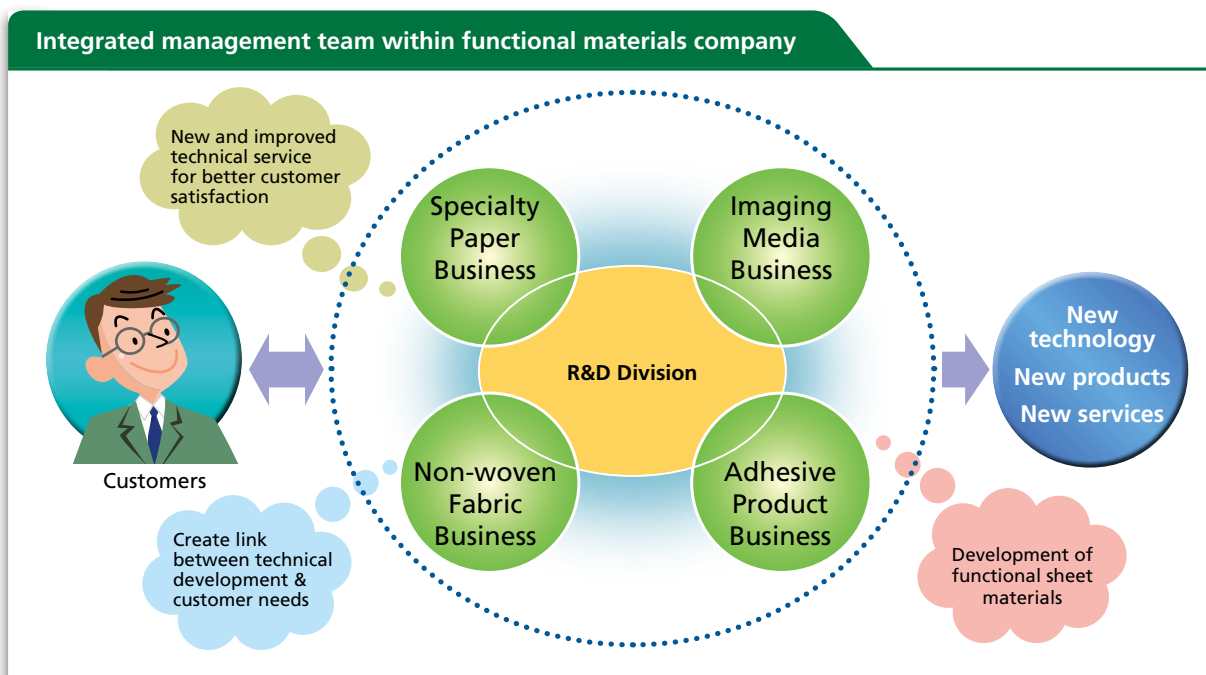 Integrated management team within functional materials company
New and improved
technical service
for better customer
satisfaction
Specialty
Paper
Business
Imaging
Media
Business
R&D Division
New
technology
New products
New services
Customers
Non-woven
Fabric
Business
Adhesive
Product
Business
Create link
between technical
development &
customer needs
Development of
functional sheet
materials